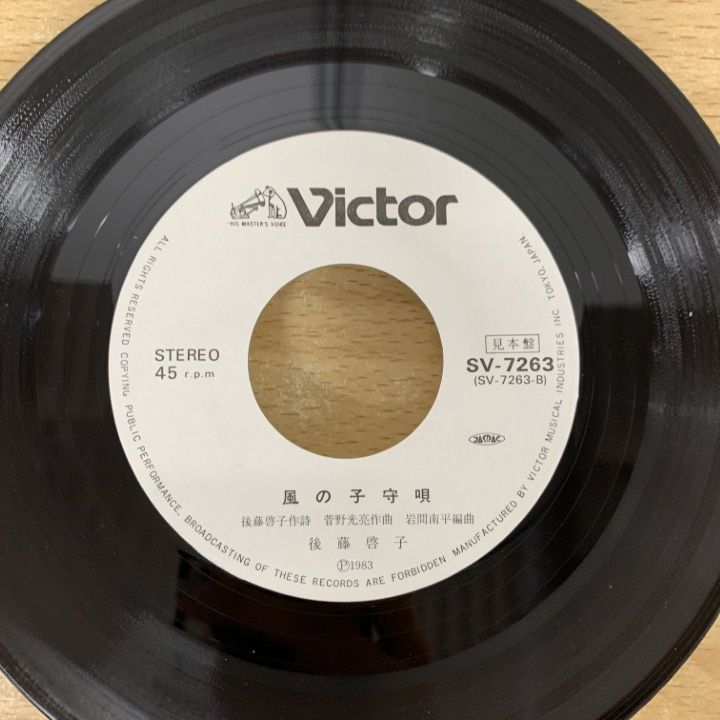 "HIS MASTER'S VOICE"
Victor
STEREO
45 r.p.m
見本盤
SV-7263
(SV-7263-B)
JASRAC
風の子守唄
後藤啓子作詩 菅野光亮作曲 岩間南平編曲
後藤啓子
Ⓟ1983
ALL RIGHTS RESERVED COPYING PUBLIC PERFORMANCE, BROADCASTING OF THESE RECORDS ARE FORBIDDEN MANUFACTURED BY VICTOR MUSICAL INDUSTRIES INC. TOKYO, JAPAN